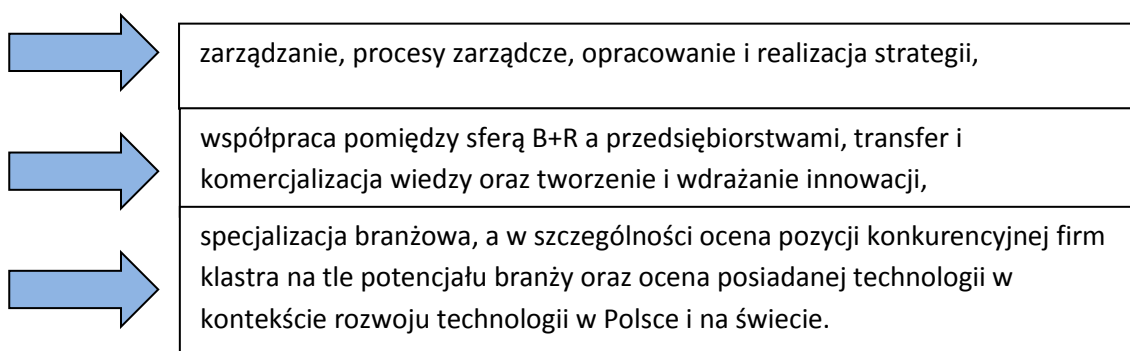 zarządzanie, procesy zarządcze, opracowanie i realizacja strategii,
współpraca pomiędzy sferą B+R a przedsiębiorstwami, transfer i
komercjalizacja wiedzy oraz tworzenie i wdrażanie innowacji,
specjalizacja branżowa, a w szczególności ocena pozycji konkurencyjnej firm
klastra na tle potencjału branży oraz ocena posiadanej technologii w
kontekście rozwoju technologii w Polsce i na świecie.